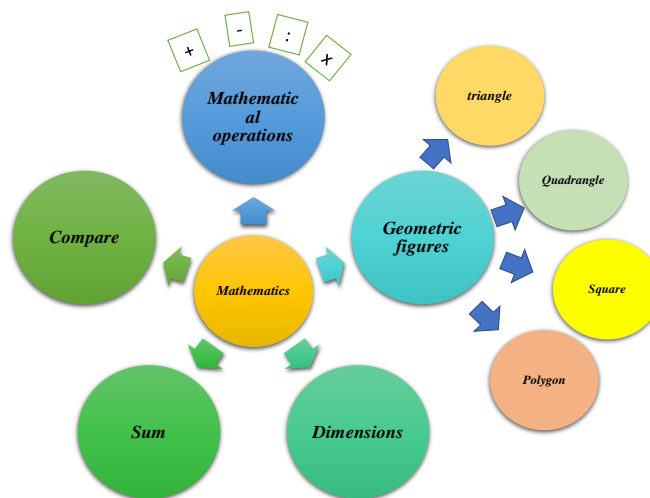 +
-
:
x
Mathematic
al
operations
triangle
Quadrangle
Compare
Geometric
figures
Mathematics
Square
Polygon
Sum
Dimensions